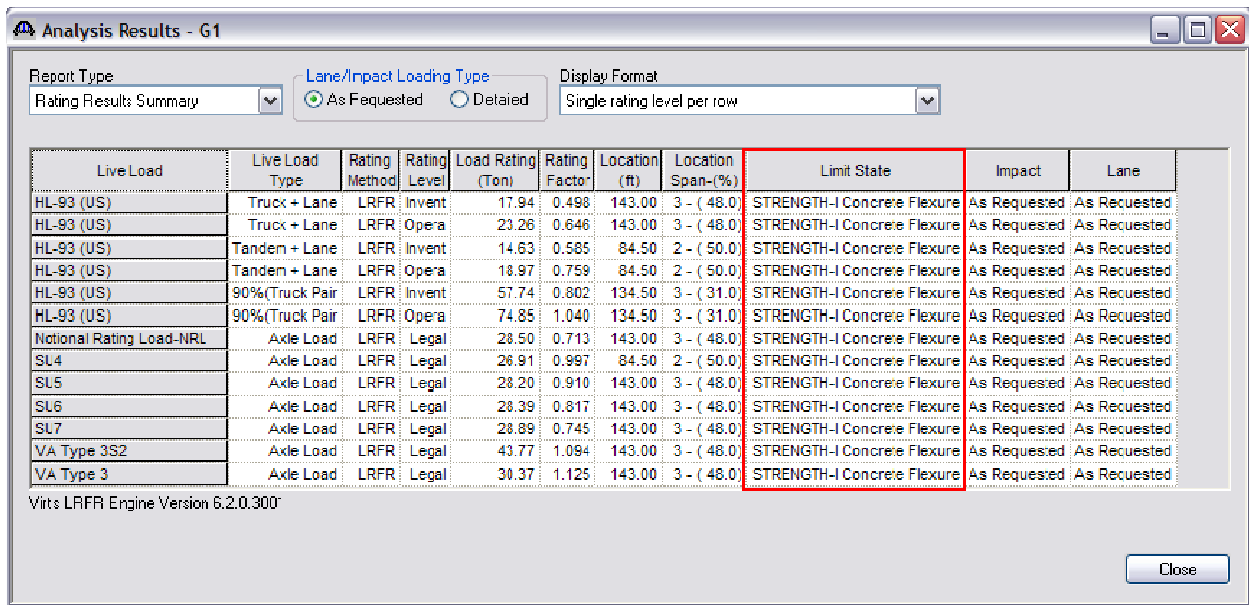 Analysis Results - G1
Report Type
Lane/Impact Loading Type
Display Format
Rating Results Summary
As Fequested
Detaied
Single rating level per row
Live Load Live Load Type Rating Method Rating Level Load Rating (Ton) Rating Factor Location (ft) Location Span-(%) Limit State Impact Lane
HL-93 (US) Truck + Lane LRFR Invent 17.94 0.498 143.00 3 - ( 48.0) STRENGTH-I Concrete Flexure As Requested As Requested
HL-93 (US) Truck + Lane LRFR Opera 23.26 0.646 143.00 3 - ( 48.0) STRENGTH-I Concrete Flexure As Requested As Requested
HL-93 (US) Tandem + Lane LRFR Invent 14.63 0.585 84.50 2 - ( 50.0) STRENGTH-I Concrete Flexure As Requested As Requested
HL-93 (US) Tandem + Lane LRFR Opera 18.97 0.759 84.50 2 - ( 50.0) STRENGTH-I Concrete Flexure As Requested As Requested
HL-93 (US) 90%(Truck Pair LRFR Invent 57.74 0.802 134.50 3 - ( 31.0) STRENGTH-I Concrete Flexure As Requested As Requested
HL-93 (US) 90%(Truck Pair LRFR Opera 74.85 1.040 134.50 3 - ( 31.0) STRENGTH-I Concrete Flexure As Requested As Requested
Notional Rating Load-NRL Axle Load LRFR Legal 28.50 0.713 143.00 3 - ( 48.0) STRENGTH-I Concrete Flexure As Requested As Requested
SU4 Axle Load LRFR Legal 26.91 0.997 84.50 2 - ( 50.0) STRENGTH-I Concrete Flexure As Requested As Requested
SU5 Axle Load LRFR Legal 28.20 0.910 143.00 3 - ( 48.0) STRENGTH-I Concrete Flexure As Requested As Requested
SU6 Axle Load LRFR Legal 28.39 0.817 143.00 3 - ( 48.0) STRENGTH-I Concrete Flexure As Requested As Requested
SU7 Axle Load LRFR Legal 28.89 0.745 143.00 3 - ( 48.0) STRENGTH-I Concrete Flexure As Requested As Requested
VA Type 3S2 Axle Load LRFR Legal 43.77 1.094 143.00 3 - ( 48.0) STRENGTH-I Concrete Flexure As Requested As Requested
VA Type 3 Axle Load LRFR Legal 30.37 1.125 143.00 3 - ( 48.0) STRENGTH-I Concrete Flexure As Requested As Requested
Virts LRFR Engine Version 6.2.0.3001
Close